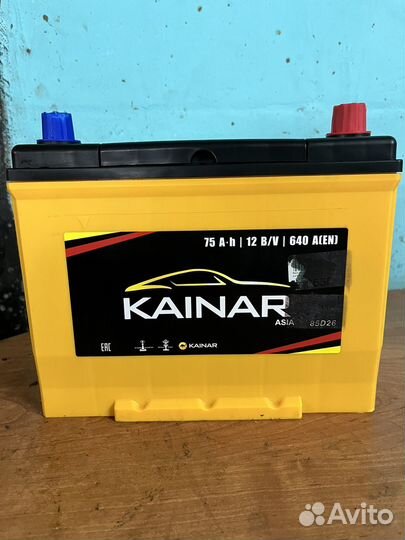 75 A·h | 12 B/V | 640 A(EN)
KAINAR
ASIA 85D26
EAC KAINAR
Avito